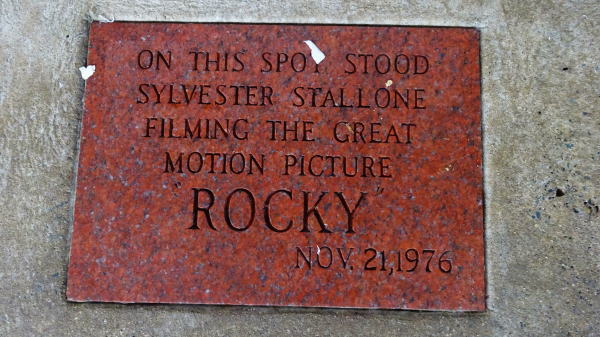 ON THIS SPOT STOOD
SYLVESTER STALLONE
FILMING THE GREAT
MOTION PICTURE
"ROCKY"
NOV. 21, 1976